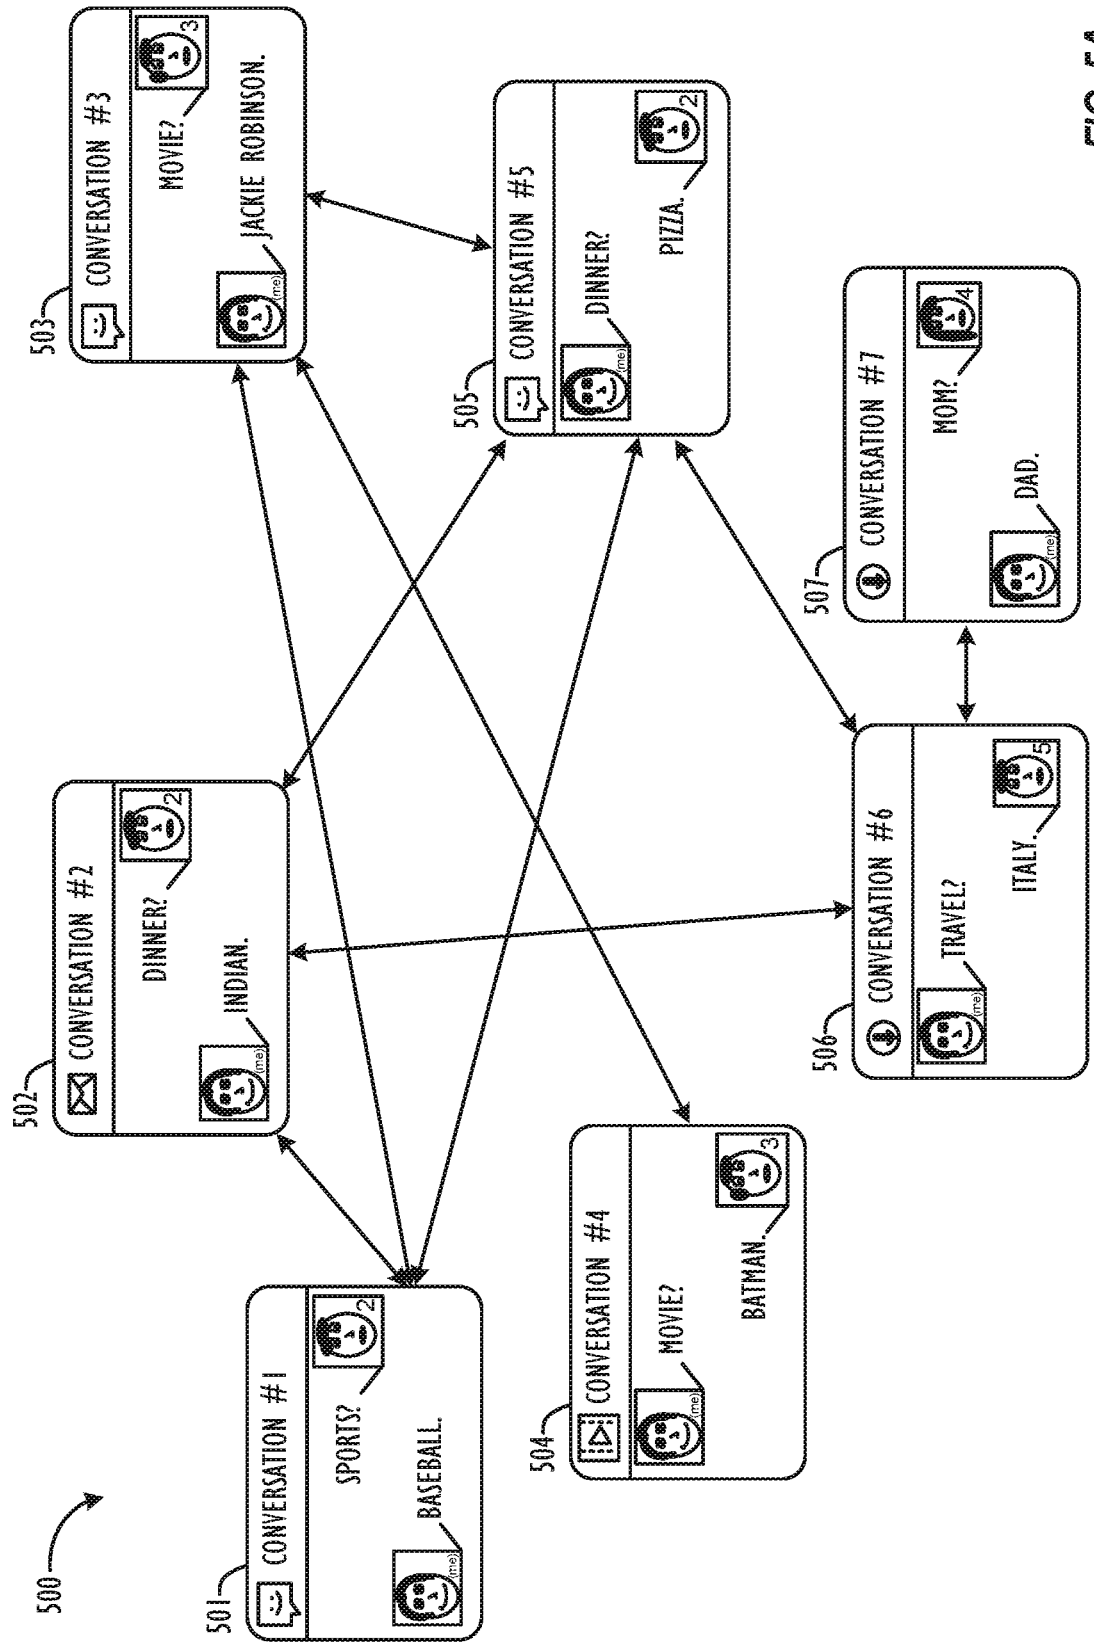 500
501
CONVERSATION #1
SPORTS?
2
BASEBALL.
(me)
502
CONVERSATION #2
DINNER?
2
INDIAN.
(me)
503
CONVERSATION #3
MOVIE?
3
JACKIE ROBINSON.
(me)
504
CONVERSATION #4
MOVIE?
(me)
BATMAN.
3
505
CONVERSATION #5
DINNER?
(me)
PIZZA.
2
506
CONVERSATION #6
TRAVEL?
(me)
ITALY.
5
507
CONVERSATION #7
MOM?
4
DAD.
(me)